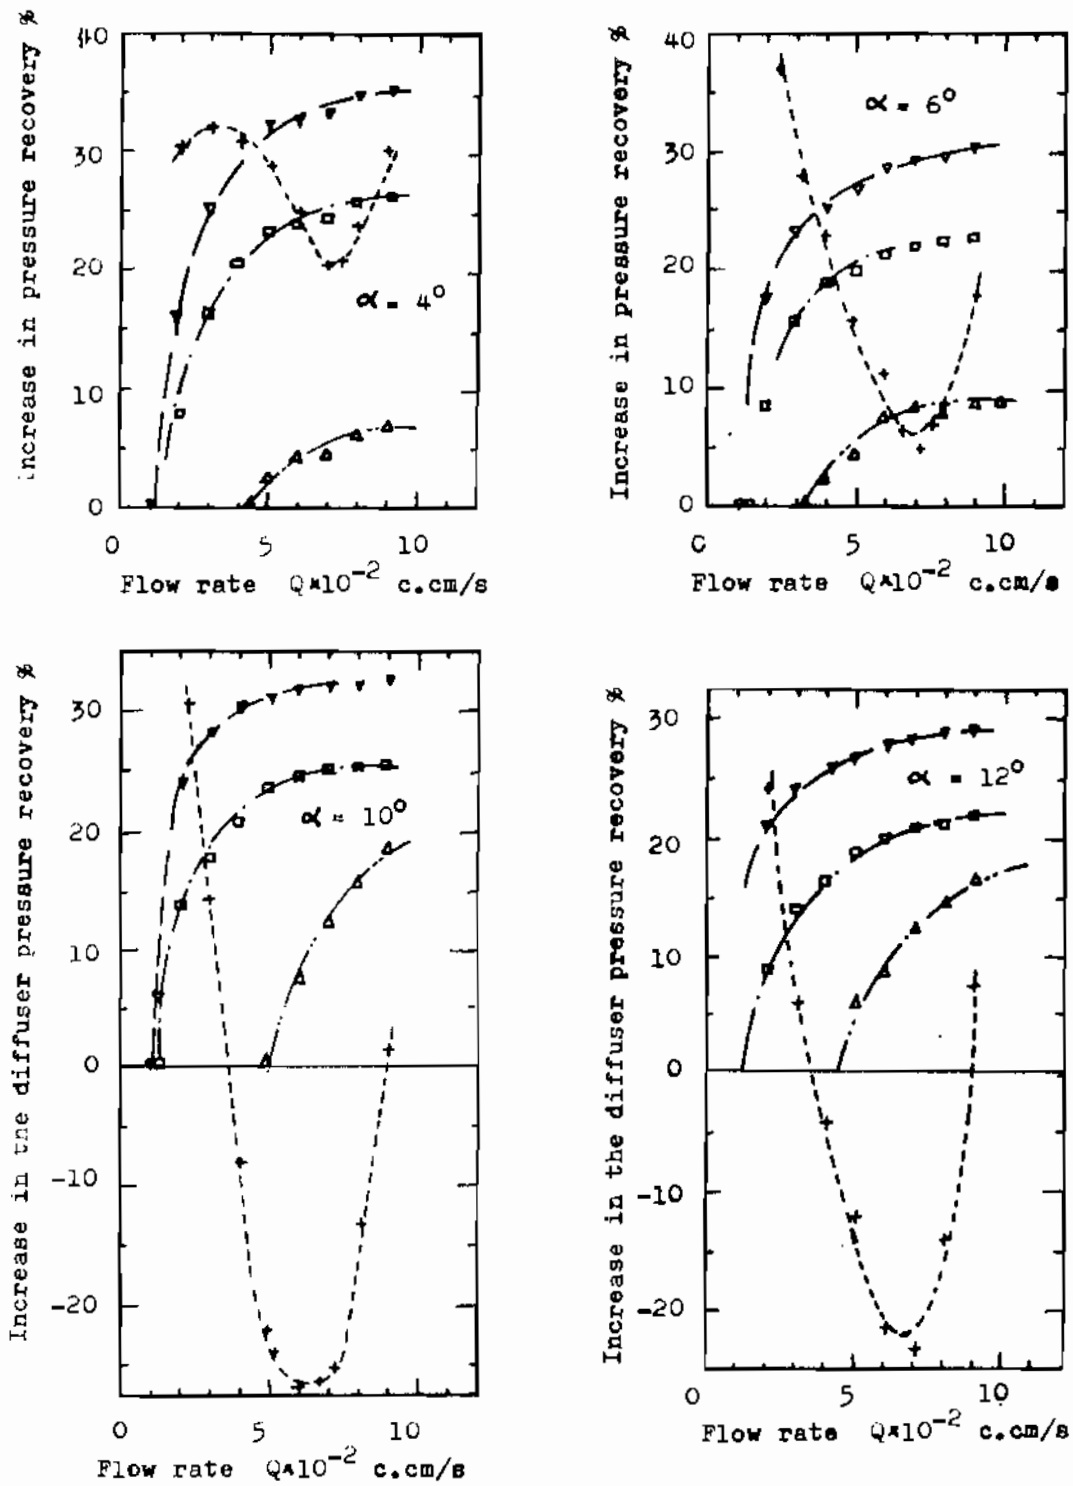 Increase in pressure recovery %
40
30
20
10
0
α = 4°
0 5 10
Flow rate Q×10⁻² c.cm/s
Increase in pressure recovery %
40
30
20
10
0
α = 6°
0 5 10
Flow rate Q×10⁻² c.cm/s
Increase in the diffuser pressure recovery %
30
20
10
0
-10
-20
α = 10°
0 5 10
Flow rate Q×10⁻² c.cm/s
Increase in the diffuser pressure recovery %
30
20
10
0
-10
-20
α = 12°
0 5 10
Flow rate Q×10⁻² c.cm/s